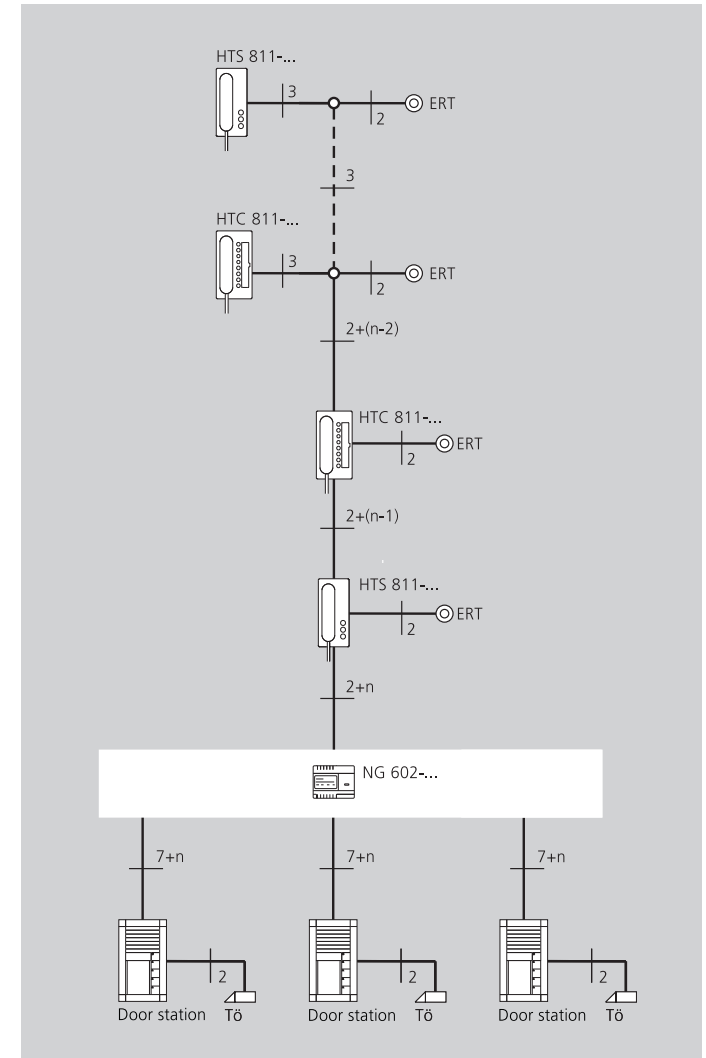 HTS 811-...
3
2
ERT
3
HTC 811-...
3
2
ERT
2+(n-2)
HTC 811-...
2
ERT
2+(n-1)
HTS 811-...
2
ERT
2+n
NG 602-...
7+n 7+n 7+n
2 2 2
Door station Tö Door station Tö Door station Tö